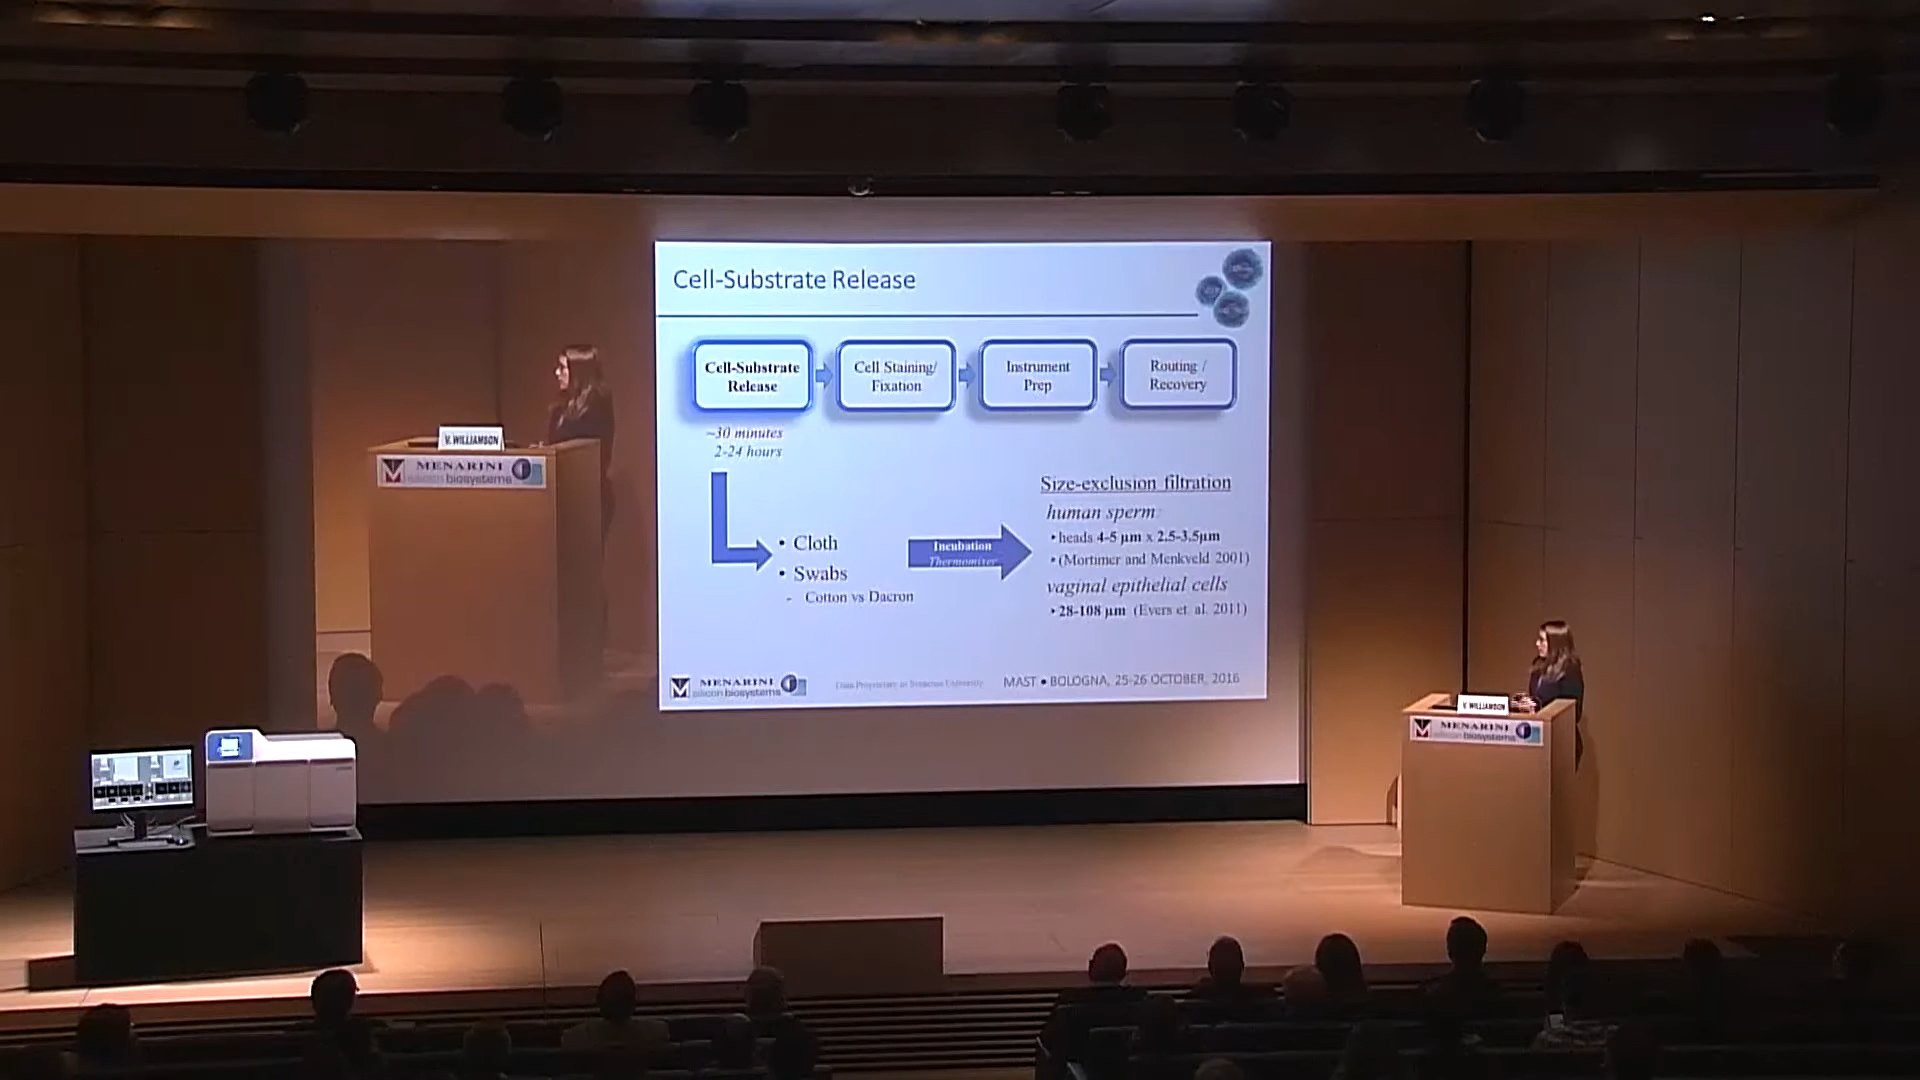 Cell-Substrate Release
Cell-Substrate
Release
Cell Staining/
Fixation
Instrument
Prep
Routing /
Recovery
~30 minutes
2-24 hours
• Cloth
• Swabs
- Cotton vs Dacron
Incubation
Thermomixer
Size-exclusion filtration
human sperm
• heads 4-5 µm x 2.5-3.5µm
• (Mortimer and Menkveld 2001)
vaginal epithelial cells
• 28-108 µm (Evers et. al. 2011)
MENARINI
silicon biosystems
MAST • BOLOGNA, 25-26 OCTOBER, 2016
V. WILLIAMSON
MENARINI
silicon biosystems
V. WILLIAMSON
MENARINI
silicon biosystems